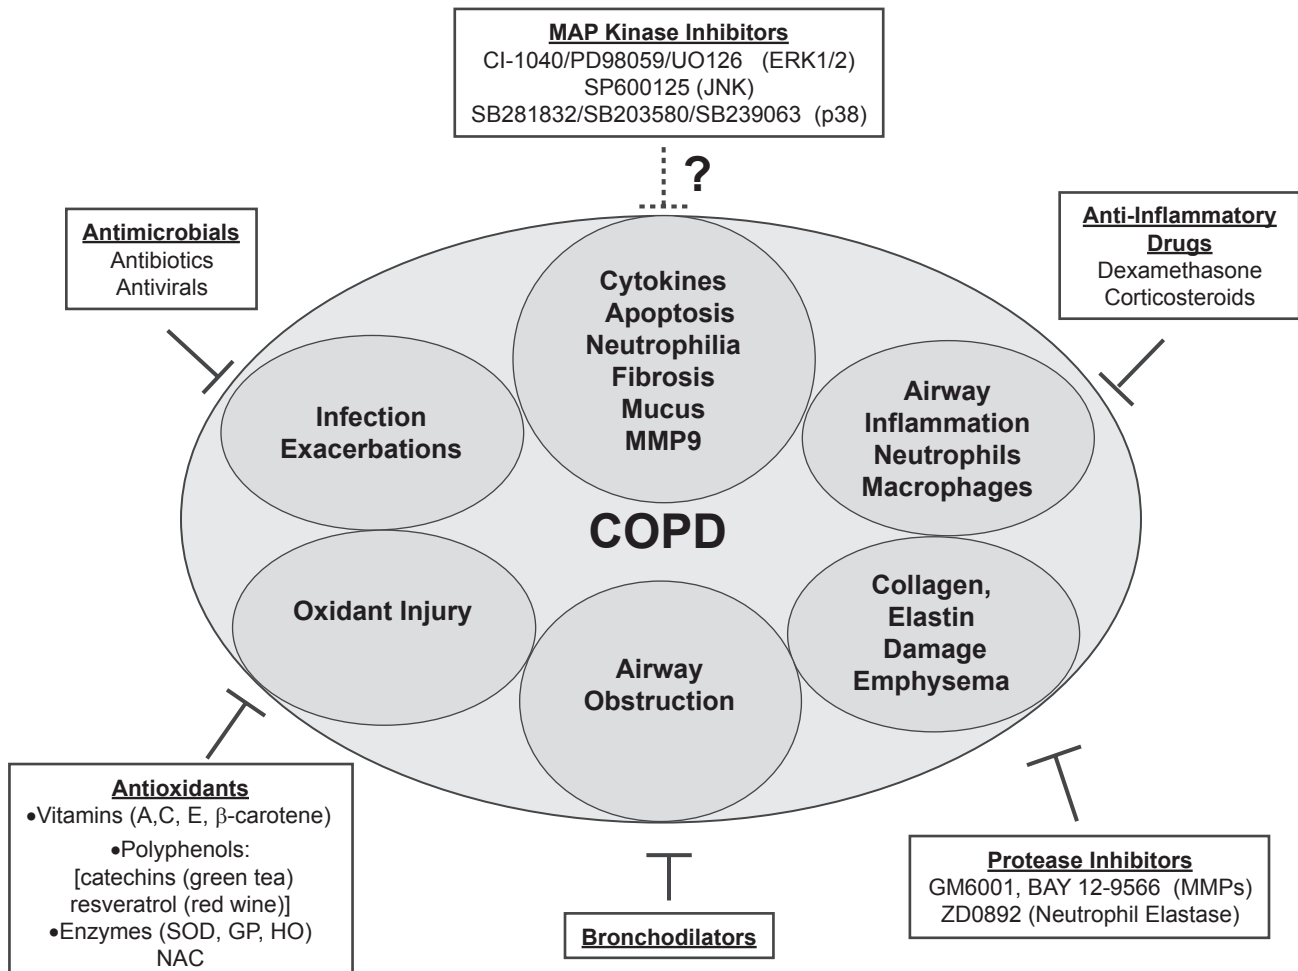 MAP Kinase Inhibitors
CI-1040/PD98059/UO126 (ERK1/2)
SP600125 (JNK)
SB281832/SB203580/SB239063 (p38)
?
Antimicrobials
Antibiotics
Antivirals
Anti-Inflammatory
Drugs
Dexamethasone
Corticosteroids
Cytokines
Apoptosis
Neutrophilia
Fibrosis
Mucus
MMP9
Infection
Exacerbations
Airway
Inflammation
Neutrophils
Macrophages
COPD
Oxidant Injury
Airway
Obstruction
Collagen,
Elastin
Damage
Emphysema
Antioxidants
•Vitamins (A,C, E, β-carotene)
•Polyphenols:
[catechins (green tea)
resveratrol (red wine)]
•Enzymes (SOD, GP, HO)
NAC
Bronchodilators
Protease Inhibitors
GM6001, BAY 12-9566 (MMPs)
ZD0892 (Neutrophil Elastase)